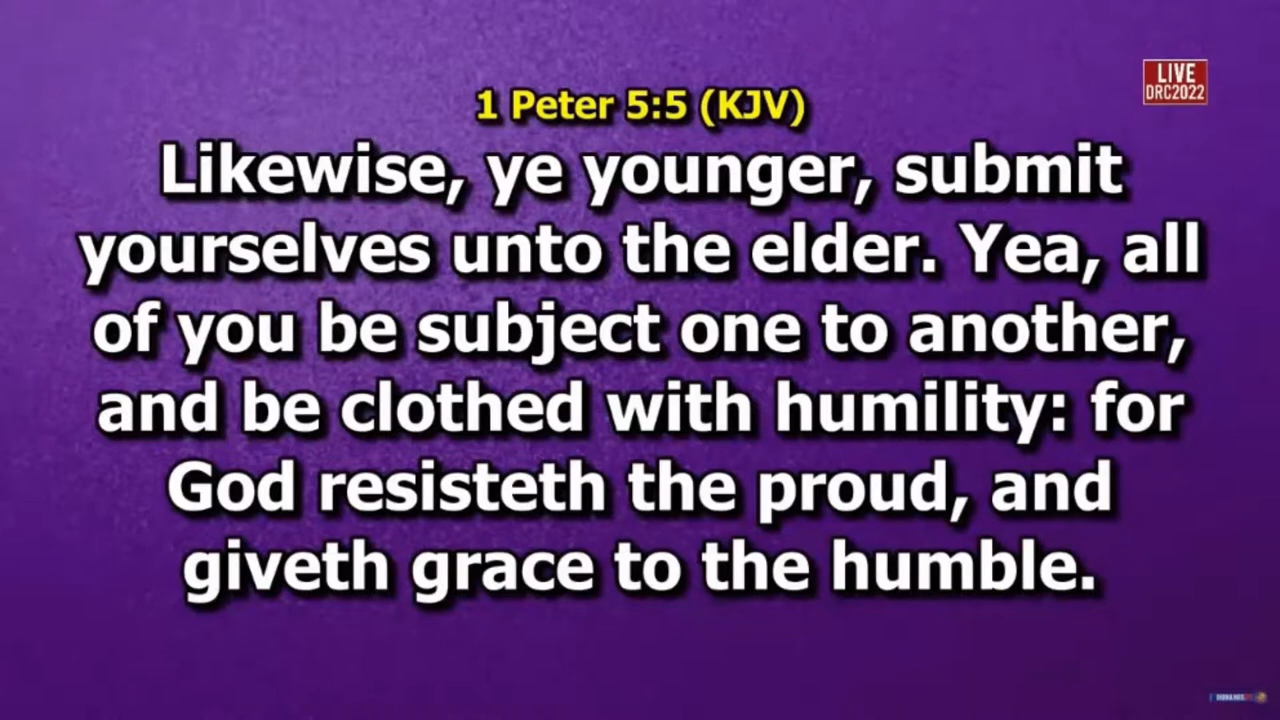 LIVE
DRC2022
1 Peter 5:5 (KJV)
Likewise, ye younger, submit
yourselves unto the elder. Yea, all
of you be subject one to another,
and be clothed with humility: for
God resisteth the proud, and
giveth grace to the humble.